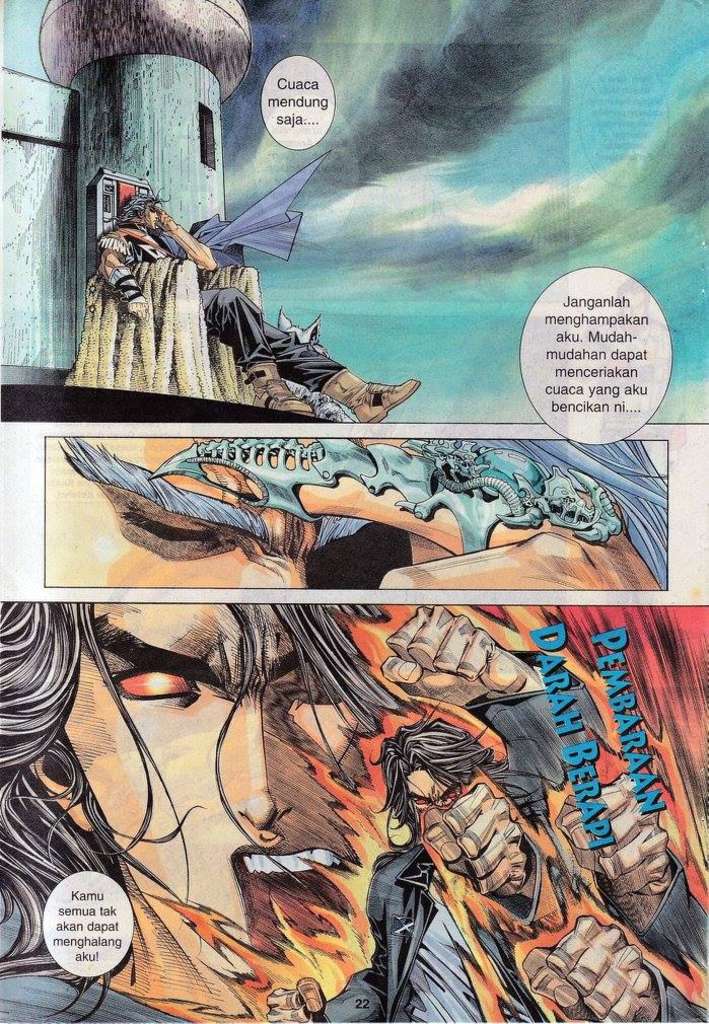 Cuaca
mendung
saja....
Janganlah
menghampakan
aku. Mudah-
mudahan dapat
menceriakan
cuaca yang aku
bencikan ni....
PEMBARAAN
DARAH BERAPI
Kamu
semua tak
akan dapat
menghalang
aku!
22